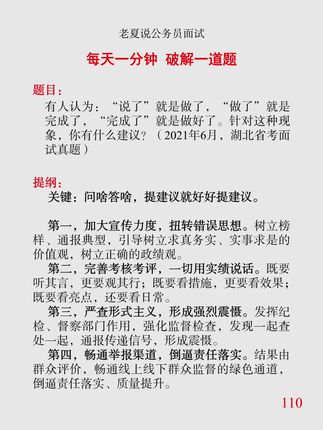 老夏说公务员面试
每天一分钟 破解一道题
题目：
有人认为：“说了”就是做了，“做了”就是
完成了，“完成了”就是做好了。针对这种现
象，你有什么建议？（2021年6月，湖北省考面
试真题）
提纲：
关键：问啥答啥，提建议就好好提建议。
第一，加大宣传力度，扭转错误思想。树立榜
样、通报典型，引导树立求真务实、实事求是的
价值观，树立正确的政绩观。
第二，完善考核考评，一切用实绩说话。既要
听其言，更要观其行；既要看措施，更要看效果；
既要看亮点，还要看日常。
第三，严查形式主义，形成强烈震慑。发挥纪
检、督察部门作用，强化监督检查，发现一起查
处一起，通报传递信号，形成震慑。
第四，畅通举报渠道，倒逼责任落实。结果由
群众评价，畅通线上线下群众监督的绿色通道，
倒逼责任落实、质量提升。
110